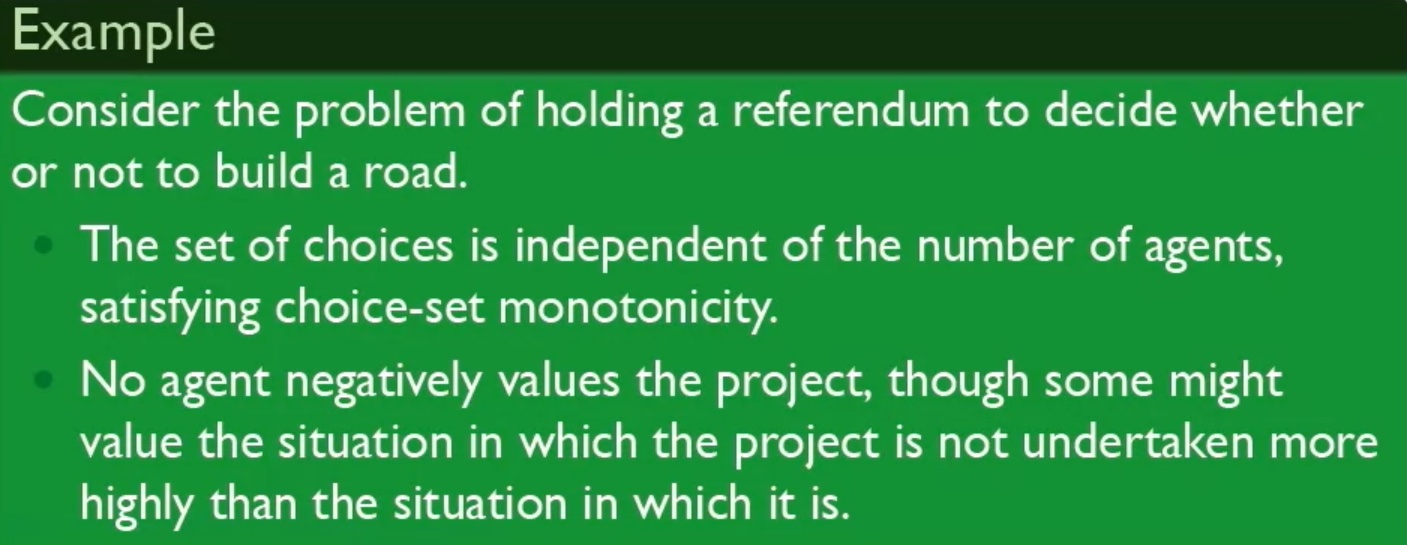 Example
Consider the problem of holding a referendum to decide whether
or not to build a road.
• The set of choices is independent of the number of agents,
satisfying choice-set monotonicity.
• No agent negatively values the project, though some might
value the situation in which the project is not undertaken more
highly than the situation in which it is.